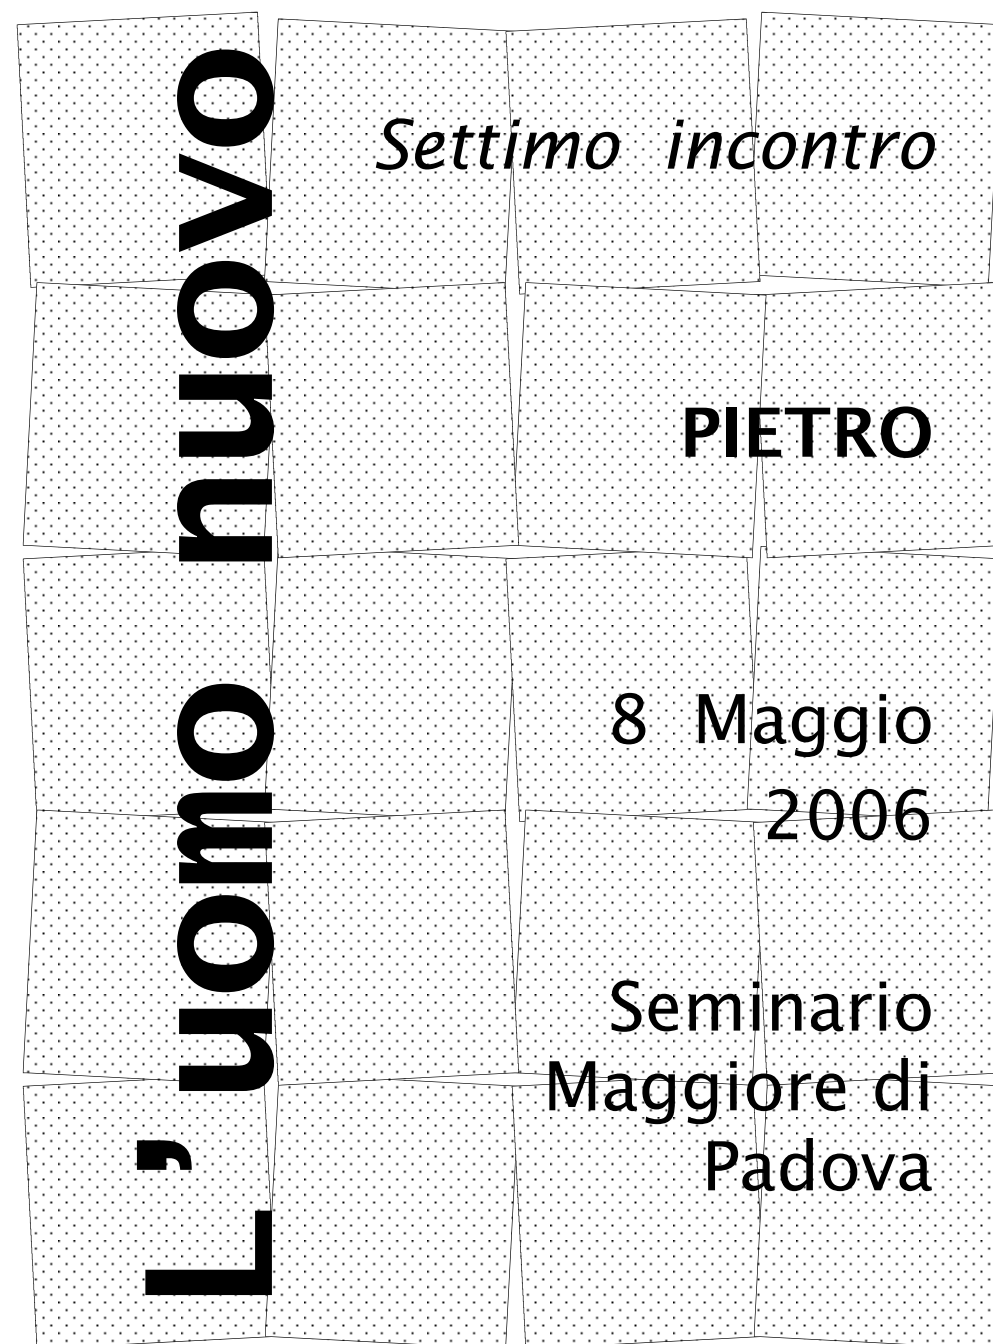 L'uomo nuovo
Settimo incontro
PIETRO
8 Maggio
2006
Seminario
Maggiore di
Padova